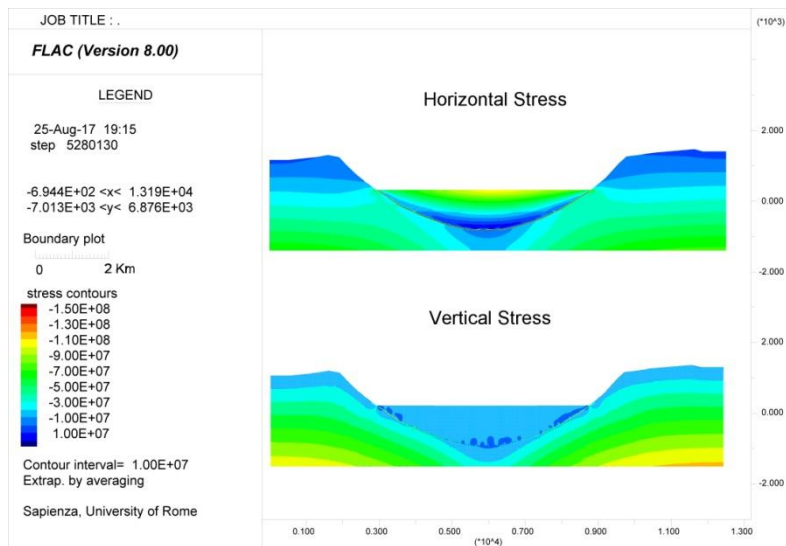 JOB TITLE : .
FLAC (Version 8.00)
LEGEND
25-Aug-17 19:15
step 5280130
-6.944E+02 <x< 1.319E+04
-7.013E+03 <y< 6.876E+03
Boundary plot
0 2 Km
stress contours
-1.50E+08
-1.30E+08
-1.10E+08
-9.00E+07
-7.00E+07
-5.00E+07
-3.00E+07
-1.00E+07
1.00E+07
Contour interval= 1.00E+07
Extrap. by averaging
Sapienza, University of Rome
Horizontal Stress
Vertical Stress
(*10^3)
2.000
0.000
-2.000
2.000
0.000
-2.000
0.100 0.300 0.500 0.700 0.900 1.100 1.300
(*10^4)